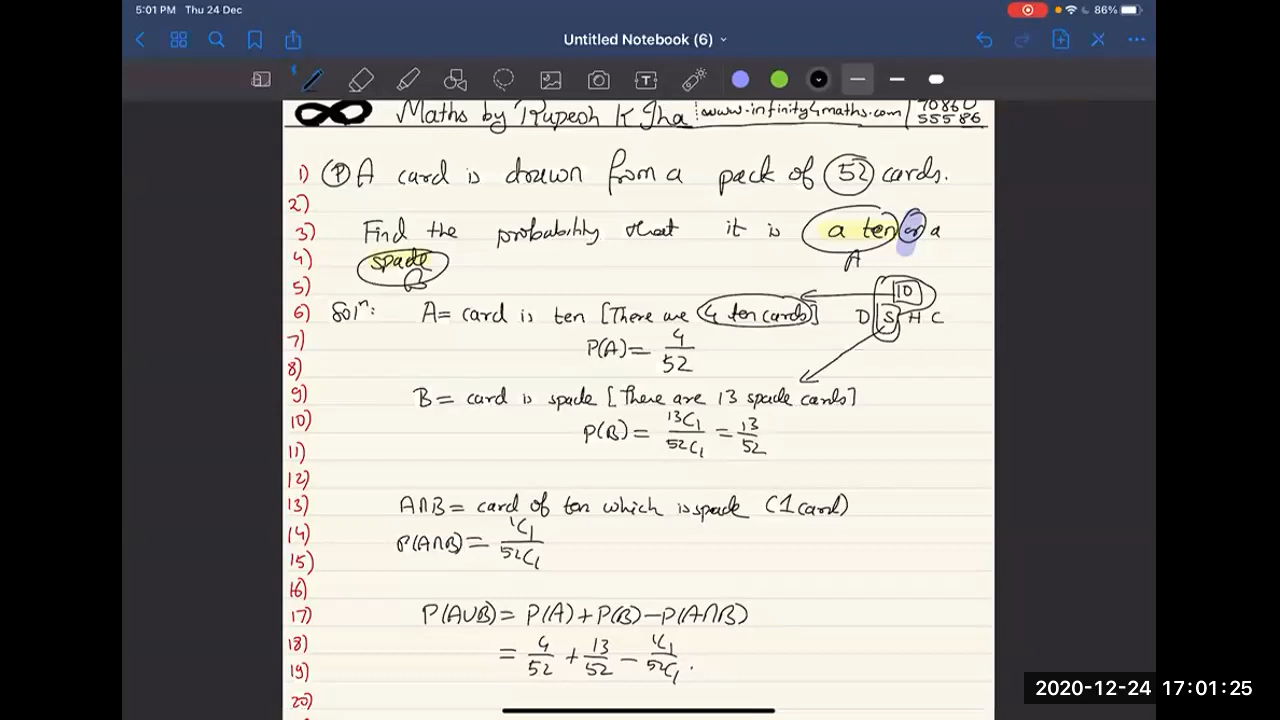 5:01 PM Thu 24 Dec 86%
Untitled Notebook (6)
Maths by Rupesh K Jha www.infinity4maths.com 70860 55586
1) (P) A card is drawn from a pack of 52 cards.
2)
3) Find the probability that it is a ten or a
4) spade A
5) B 10
6) Solⁿ: A = card is ten [There are 4 ten cards] D S H C
7) P(A) = 4/52
8)
9) B = card is spade [There are 13 spade cards]
10) P(B) = 13C₁/52C₁ = 13/52
11)
12)
13) A∩B = card of ten which is spade (1 card)
14) P(A∩B) = 1C₁/52C₁
15)
16)
17) P(A∪B) = P(A) + P(B) – P(A∩B)
18) = 4/52 + 13/52 – 1C₁/52C₁.
19)
20)
2020-12-24 17:01:25